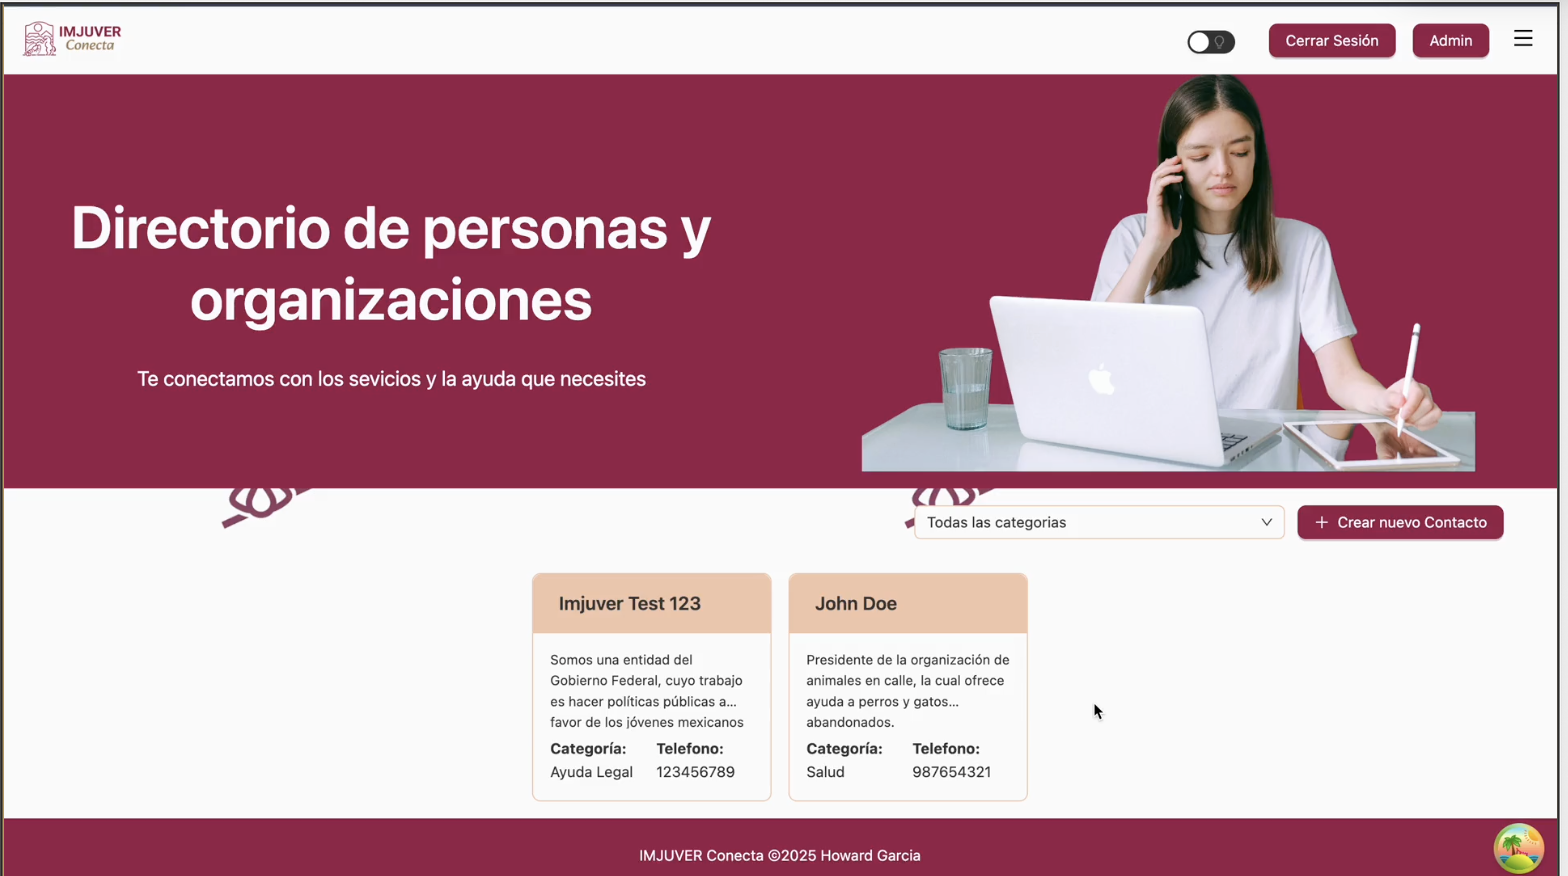 IMJUVER
Conecta
Cerrar Sesión
Admin
Directorio de personas y
organizaciones
Te conectamos con los sevicios y la ayuda que necesites
Todas las categorias
+ Crear nuevo Contacto
Imjuver Test 123
Somos una entidad del
Gobierno Federal, cuyo trabajo
es hacer políticas públicas a...
favor de los jóvenes mexicanos
Categoría: Telefono:
Ayuda Legal 123456789
John Doe
Presidente de la organización de
animales en calle, la cual ofrece
ayuda a perros y gatos...
abandonados.
Categoría: Telefono:
Salud 987654321
IMJUVER Conecta ©2025 Howard Garcia